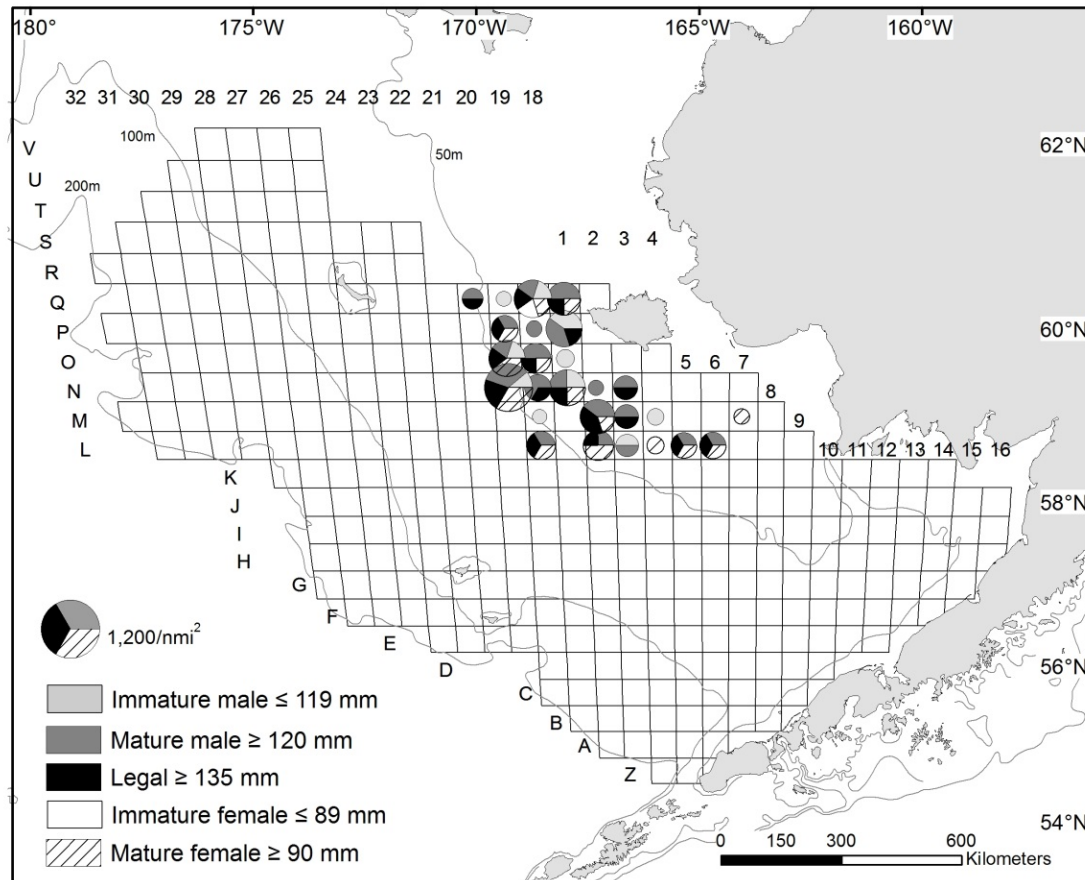 180° 175°W 170°W 165°W 160°W
32 31 30 29 28 27 26 25 24 23 22 21 20 19 18
100m
50m
62°N
V
U
200m
T
S
1 2 3 4
R
Q
P
60°N
O
5 6 7
N
8
M
9
L
10 11 12 13 14 15 16
K
J
58°N
I
H
G
F
E
1,200/nmi²
D
56°N
C
Immature male ≤ 119 mm
B
Mature male ≥ 120 mm
A
Legal ≥ 135 mm
Z
Immature female ≤ 89 mm
54°N
Mature female ≥ 90 mm
0 150 300 600
Kilometers